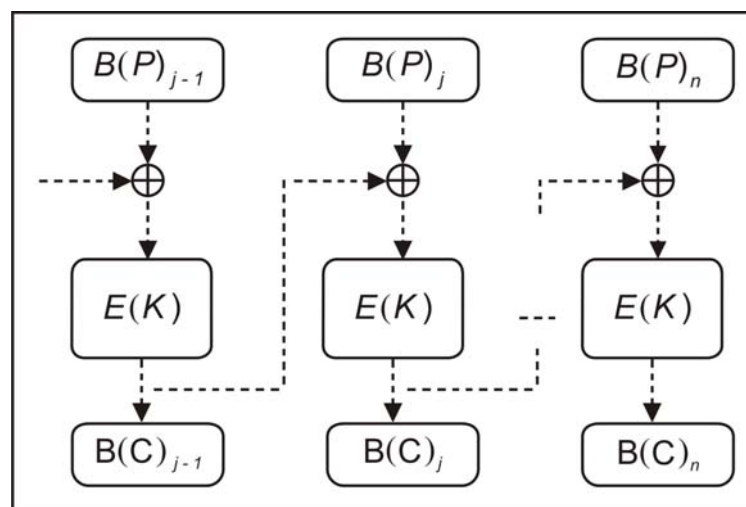 B(P) j-1
B(P) j
B(P) n
E(K)
E(K)
E(K)
B(C) j-1
B(C) j
B(C) n